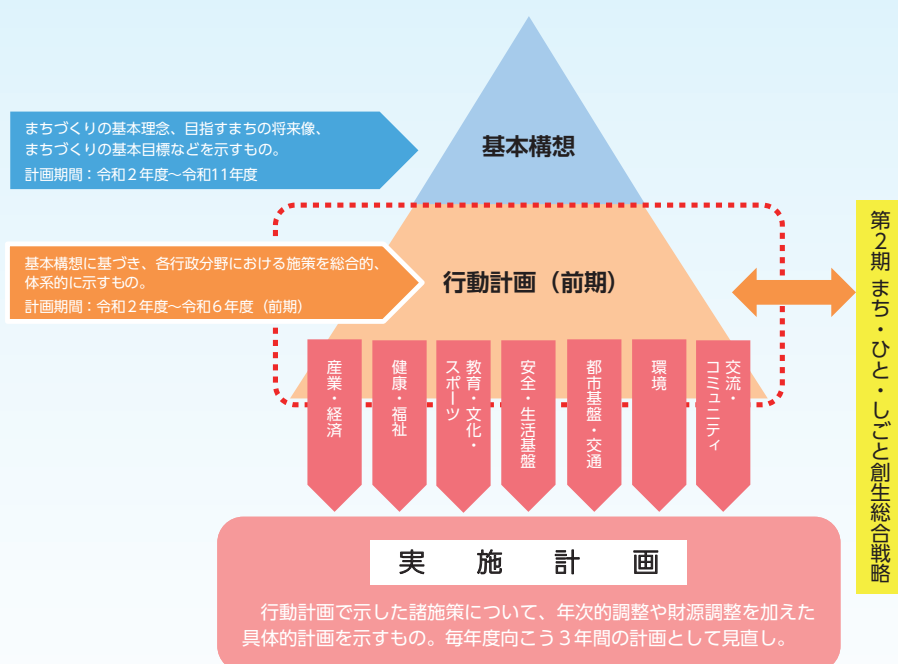 基本構想
まちづくりの基本理念、目指すまちの将来像、
まちづくりの基本目標などを示すもの。
計画期間：令和２年度～令和11年度
行動計画（前期）
基本構想に基づき、各行政分野における施策を総合的、
体系的に示すもの。
計画期間：令和２年度～令和６年度（前期）
第２期 まち・ひと・しごと創生総合戦略
産業・経済
健康・福祉
教育・文化・
スポーツ
安全・生活基盤
都市基盤・交通
環境
交流・
コミュニティ
実施計画
行動計画で示した諸施策について、年次的調整や財源調整を加えた
具体的計画を示すもの。毎年度向こう３年間の計画として見直し。